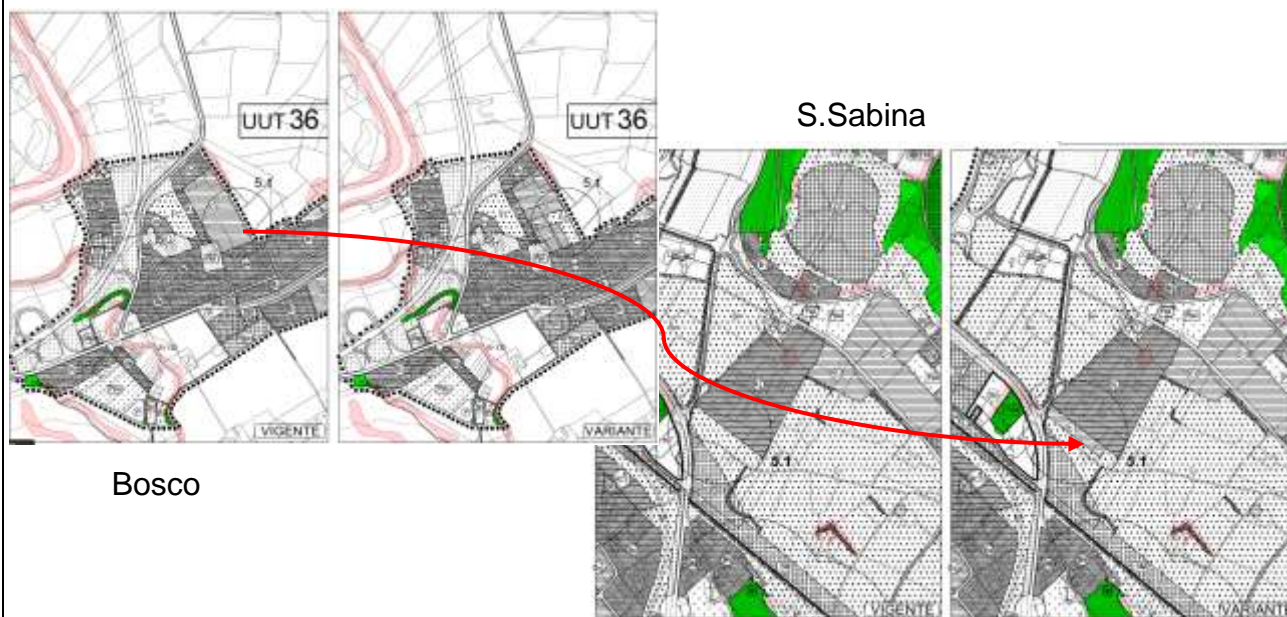 UUT 36
5.1
VIGENTE
UUT 36
5.1
VARIANTE
Bosco
S.Sabina
5.1
VIGENTE
5.1
VARIANTE